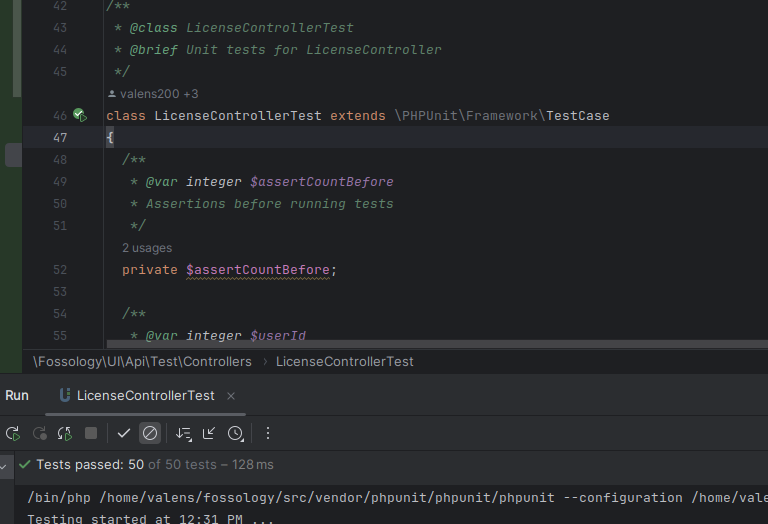 42 /**
43 * @class LicenseControllerTest
44 * @brief Unit tests for LicenseController
45 */
valens200 +3
46 class LicenseControllerTest extends \PHPUnit\Framework\TestCase
47 {
48 /**
49 * @var integer $assertCountBefore
50 * Assertions before running tests
51 */
2 usages
52 private $assertCountBefore;
53
54 /**
55 * @var integer $userId
\Fossology\UI\Api\Test\Controllers › LicenseControllerTest
Run LicenseControllerTest ×
Tests passed: 50 of 50 tests – 128 ms
/bin/php /home/valens/fossology/src/vendor/phpunit/phpunit/phpunit --configuration /home/vale
Testing started at 12:31 PM ...